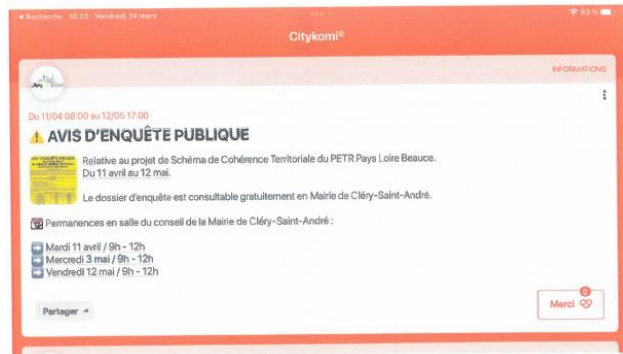 Recherche 10:20 Vendredi 24 mars
83 %
Citykomi®
INFORMATIONS
Du 11/04 08:00 au 12/05 17:00
⚠ AVIS D'ENQUÊTE PUBLIQUE
Relative au projet de Schéma de Cohérence Territoriale du PETR Pays Loire Beauce.
Du 11 avril au 12 mai.
Le dossier d'enquête est consultable gratuitement en Mairie de Cléry-Saint-André.
Permanences en salle du conseil de la Mairie de Cléry-Saint-André :
➡ Mardi 11 avril / 9h - 12h
➡ Mercredi 3 mai / 9h - 12h
➡ Vendredi 12 mai / 9h - 12h
Partager
0
Merci